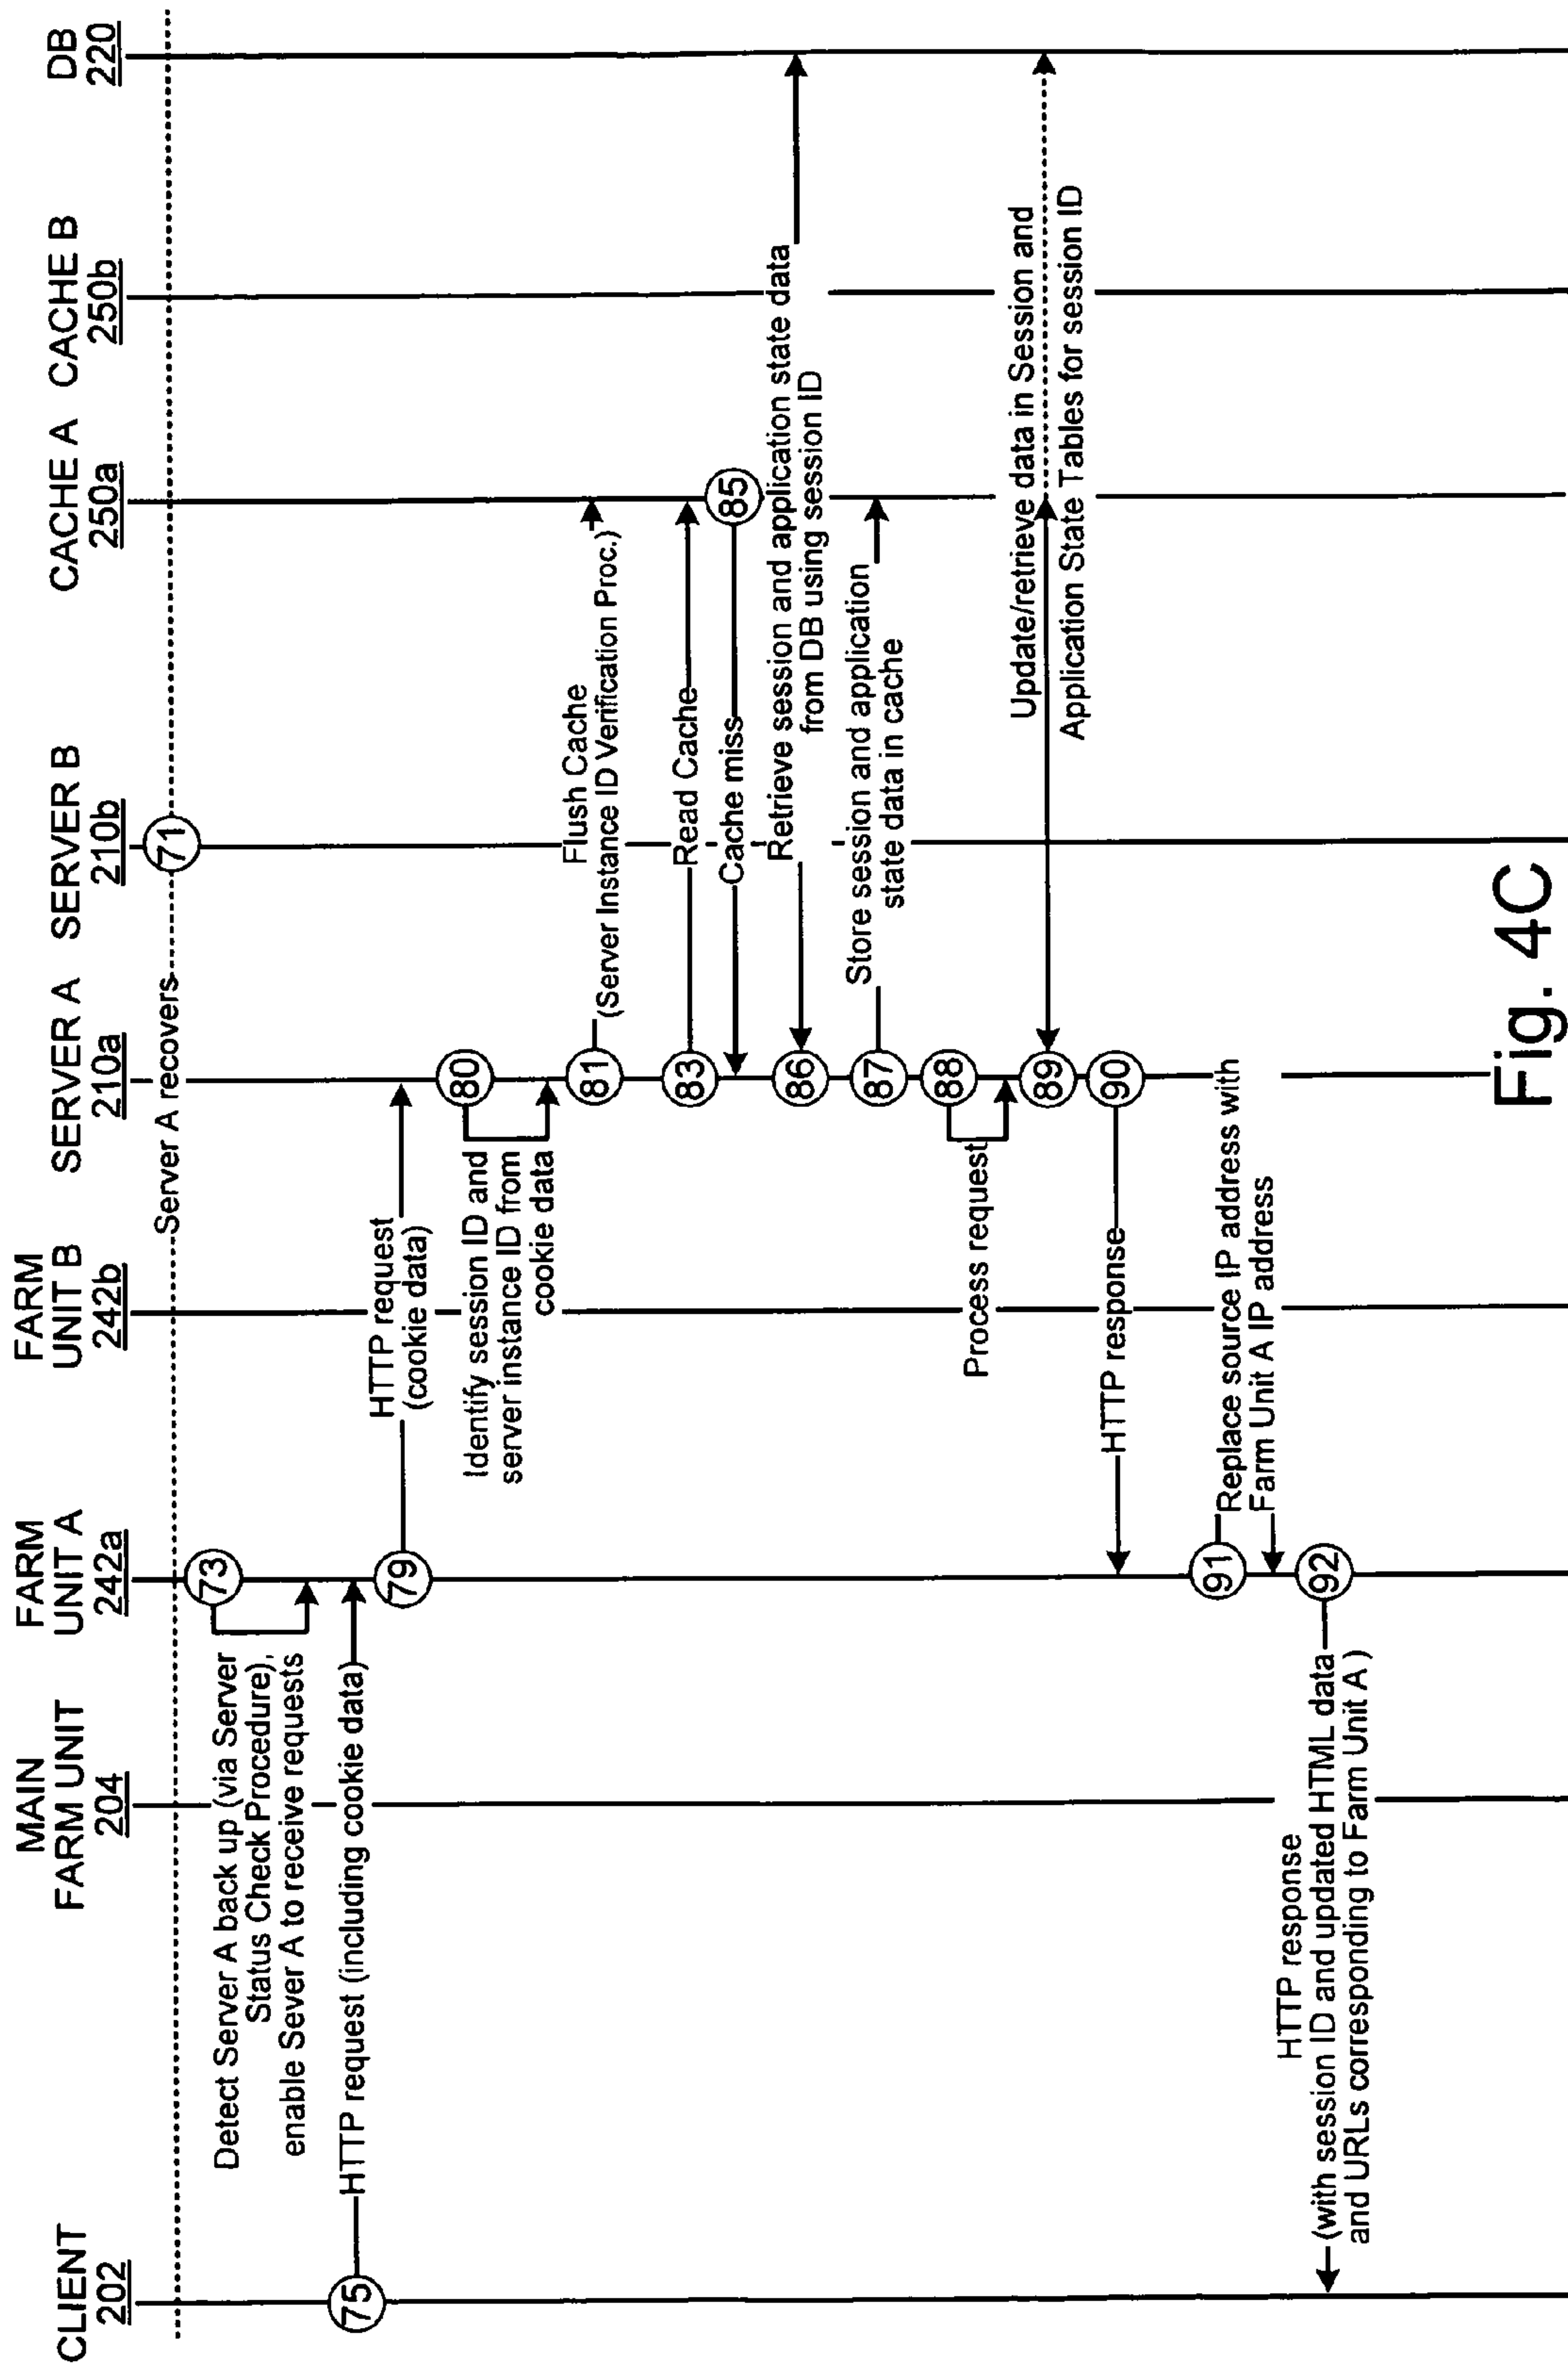 CLIENT
202
MAIN
FARM UNIT
204
FARM
UNIT A
242a
FARM
UNIT B
242b
SERVER A
210a
SERVER B
210b
CACHE A
250a
CACHE B
250b
DB
220
Server A recovers
71
73
Detect Server A back up (via Server
Status Check Procedure),
enable Sever A to receive requests
75
HTTP request (including cookie data)
79
HTTP request
(cookie data)
80
Identify session ID and
server instance ID from
cookie data
81
Flush Cache
(Server Instance ID Verification Proc.)
83
Read Cache
85
Cache miss
86
Retrieve session and application state data
from DB using session ID
87
Store session and application
state data in cache
88
Process request
89
Update/retrieve data in Session and
Application State Tables for session ID
90
HTTP response
91
Replace source IP address with
Farm Unit A IP address
92
HTTP response
(with session ID and updated HTML data
and URLs corresponding to Farm Unit A )
Fig. 4C